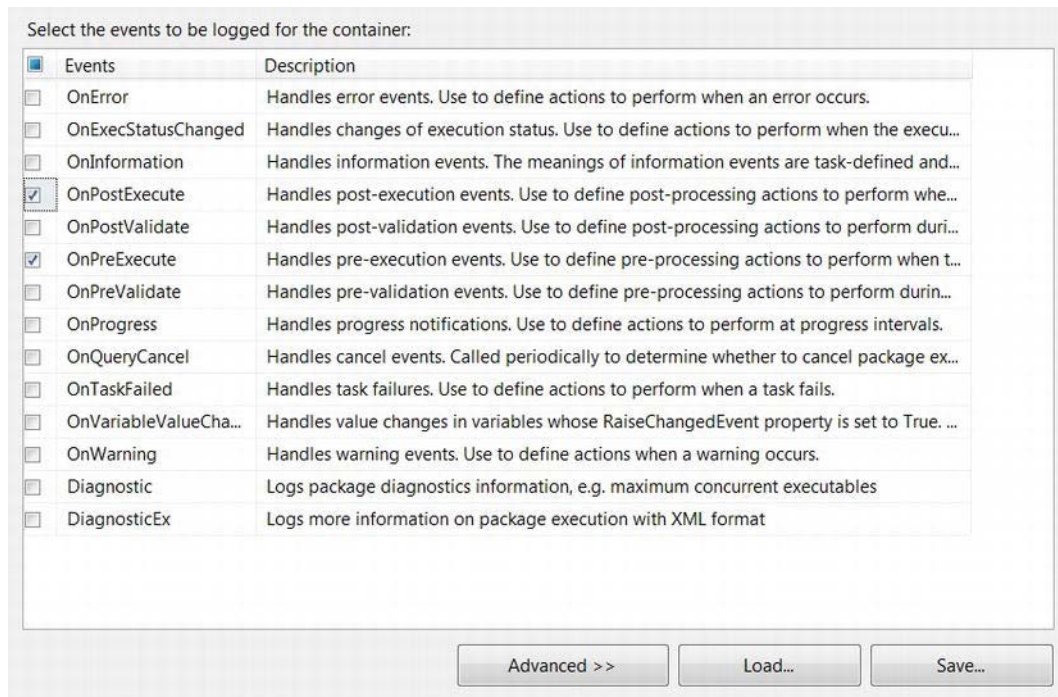 Select the events to be logged for the container:
Events Description
OnError Handles error events. Use to define actions to perform when an error occurs.
OnExecStatusChanged Handles changes of execution status. Use to define actions to perform when the execu...
OnInformation Handles information events. The meanings of information events are task-defined and...
OnPostExecute Handles post-execution events. Use to define post-processing actions to perform whe...
OnPostValidate Handles post-validation events. Use to define post-processing actions to perform duri...
OnPreExecute Handles pre-execution events. Use to define pre-processing actions to perform when t...
OnPreValidate Handles pre-validation events. Use to define pre-processing actions to perform durin...
OnProgress Handles progress notifications. Use to define actions to perform at progress intervals.
OnQueryCancel Handles cancel events. Called periodically to determine whether to cancel package ex...
OnTaskFailed Handles task failures. Use to define actions to perform when a task fails.
OnVariableValueCha... Handles value changes in variables whose RaiseChangedEvent property is set to True. ...
OnWarning Handles warning events. Use to define actions when a warning occurs.
Diagnostic Logs package diagnostics information, e.g. maximum concurrent executables
DiagnosticEx Logs more information on package execution with XML format
Advanced >> Load... Save...